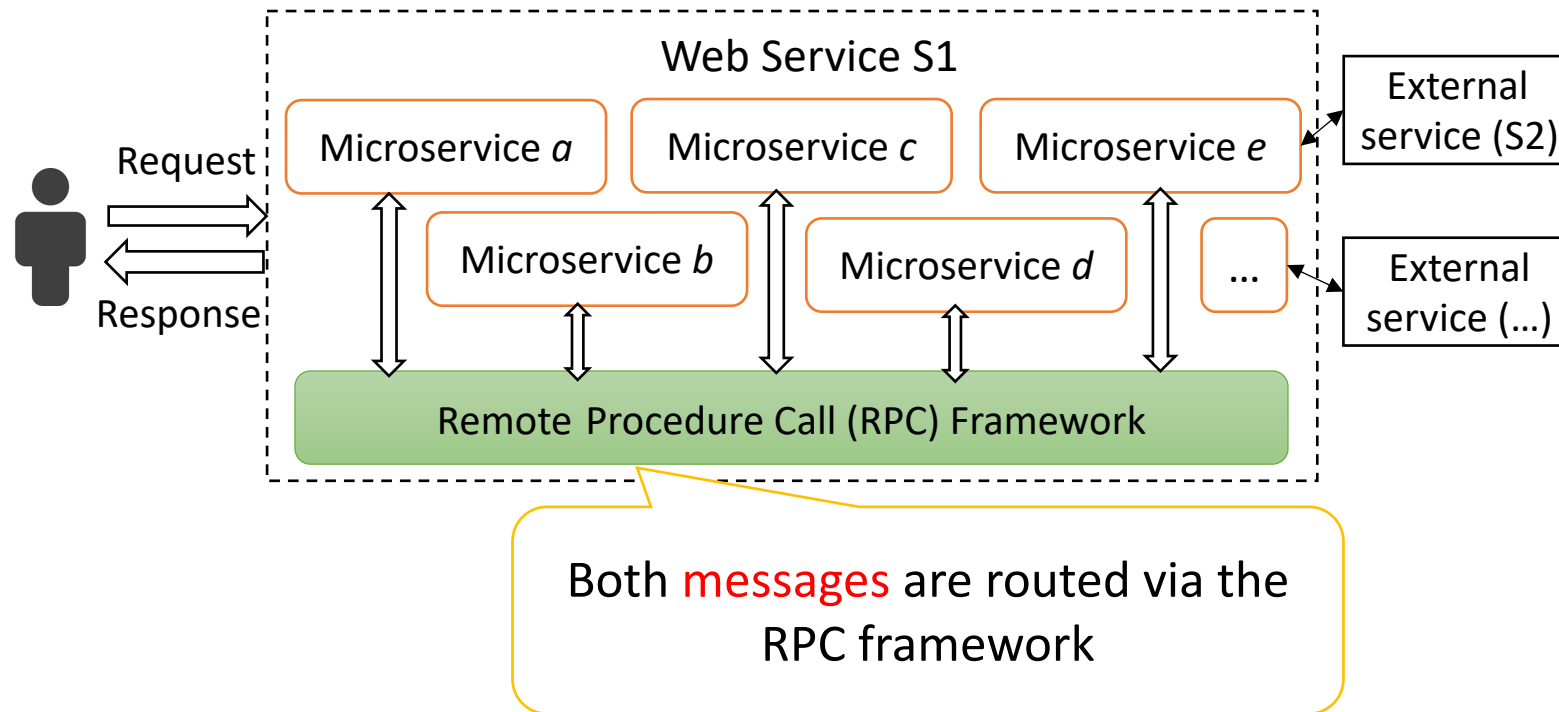 Web Service S1
Request
Response
Microservice a
Microservice c
Microservice e
Microservice b
Microservice d
...
External
service (S2)
External
service (...)
Remote Procedure Call (RPC) Framework
Both messages are routed via the
RPC framework